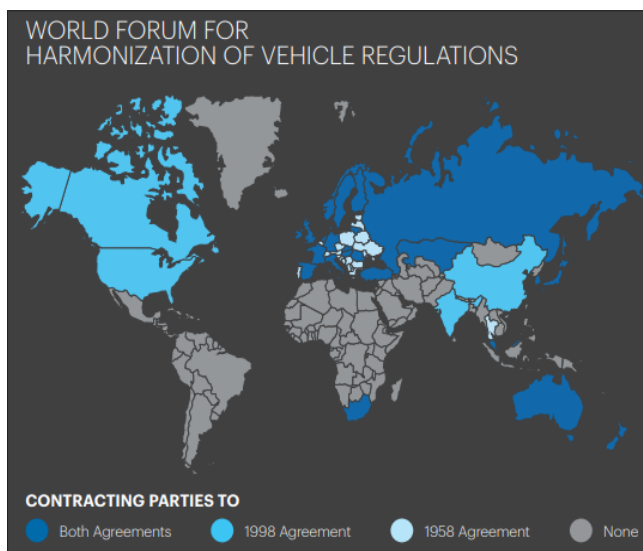 WORLD FORUM FOR
HARMONIZATION OF VEHICLE REGULATIONS
CONTRACTING PARTIES TO
Both Agreements
1998 Agreement
1958 Agreement
None